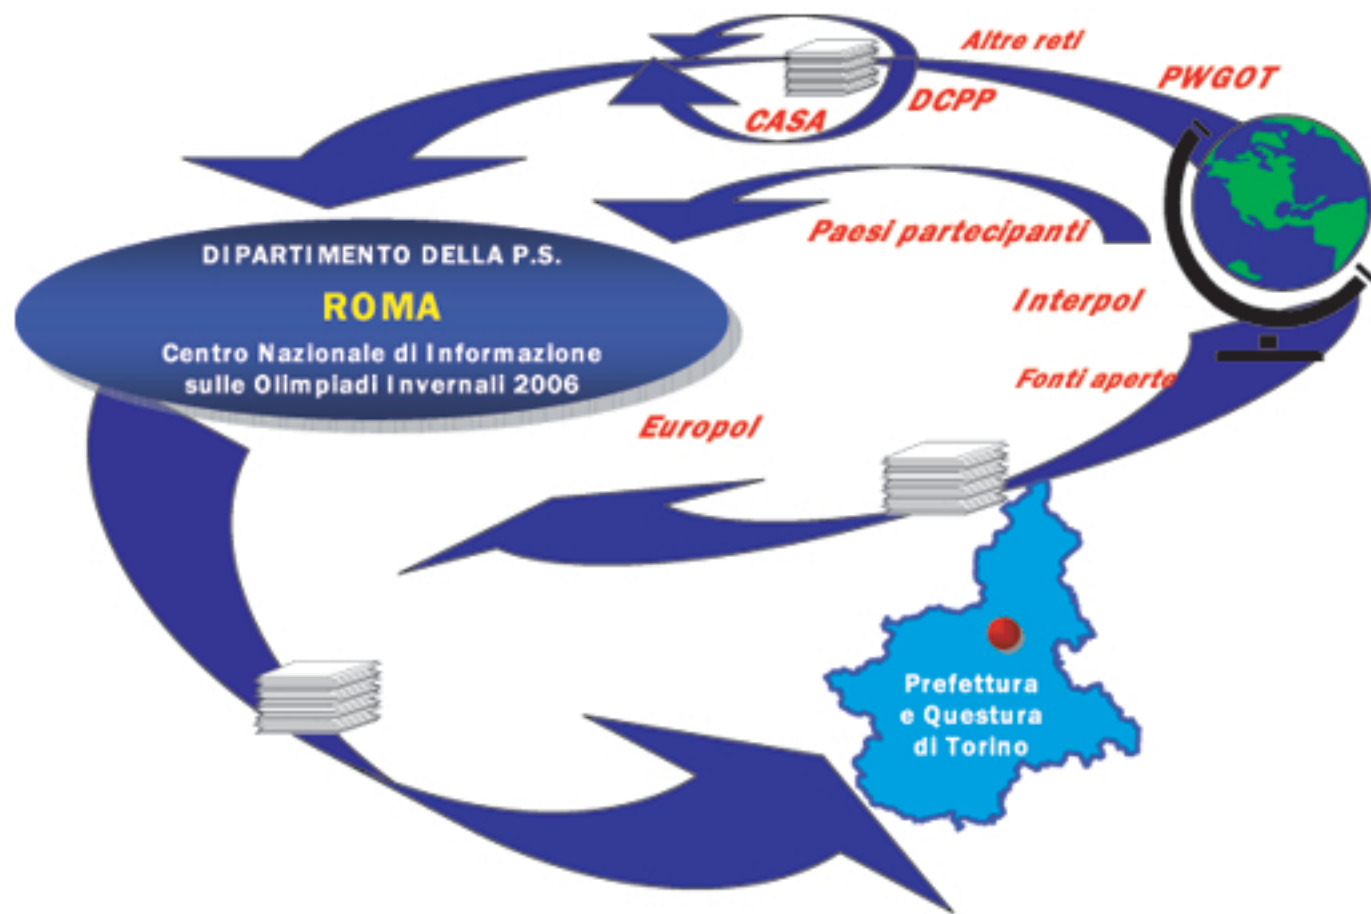 Altre reti
PWGOT
DCPP
CASA
Paesi partecipanti
DIPARTIMENTO DELLA P.S.
ROMA
Centro Nazionale di Informazione
sulle Olimpiadi Invernali 2006
Interpol
Fonti aperte
Europol
Prefettura
e Questura
di Torino